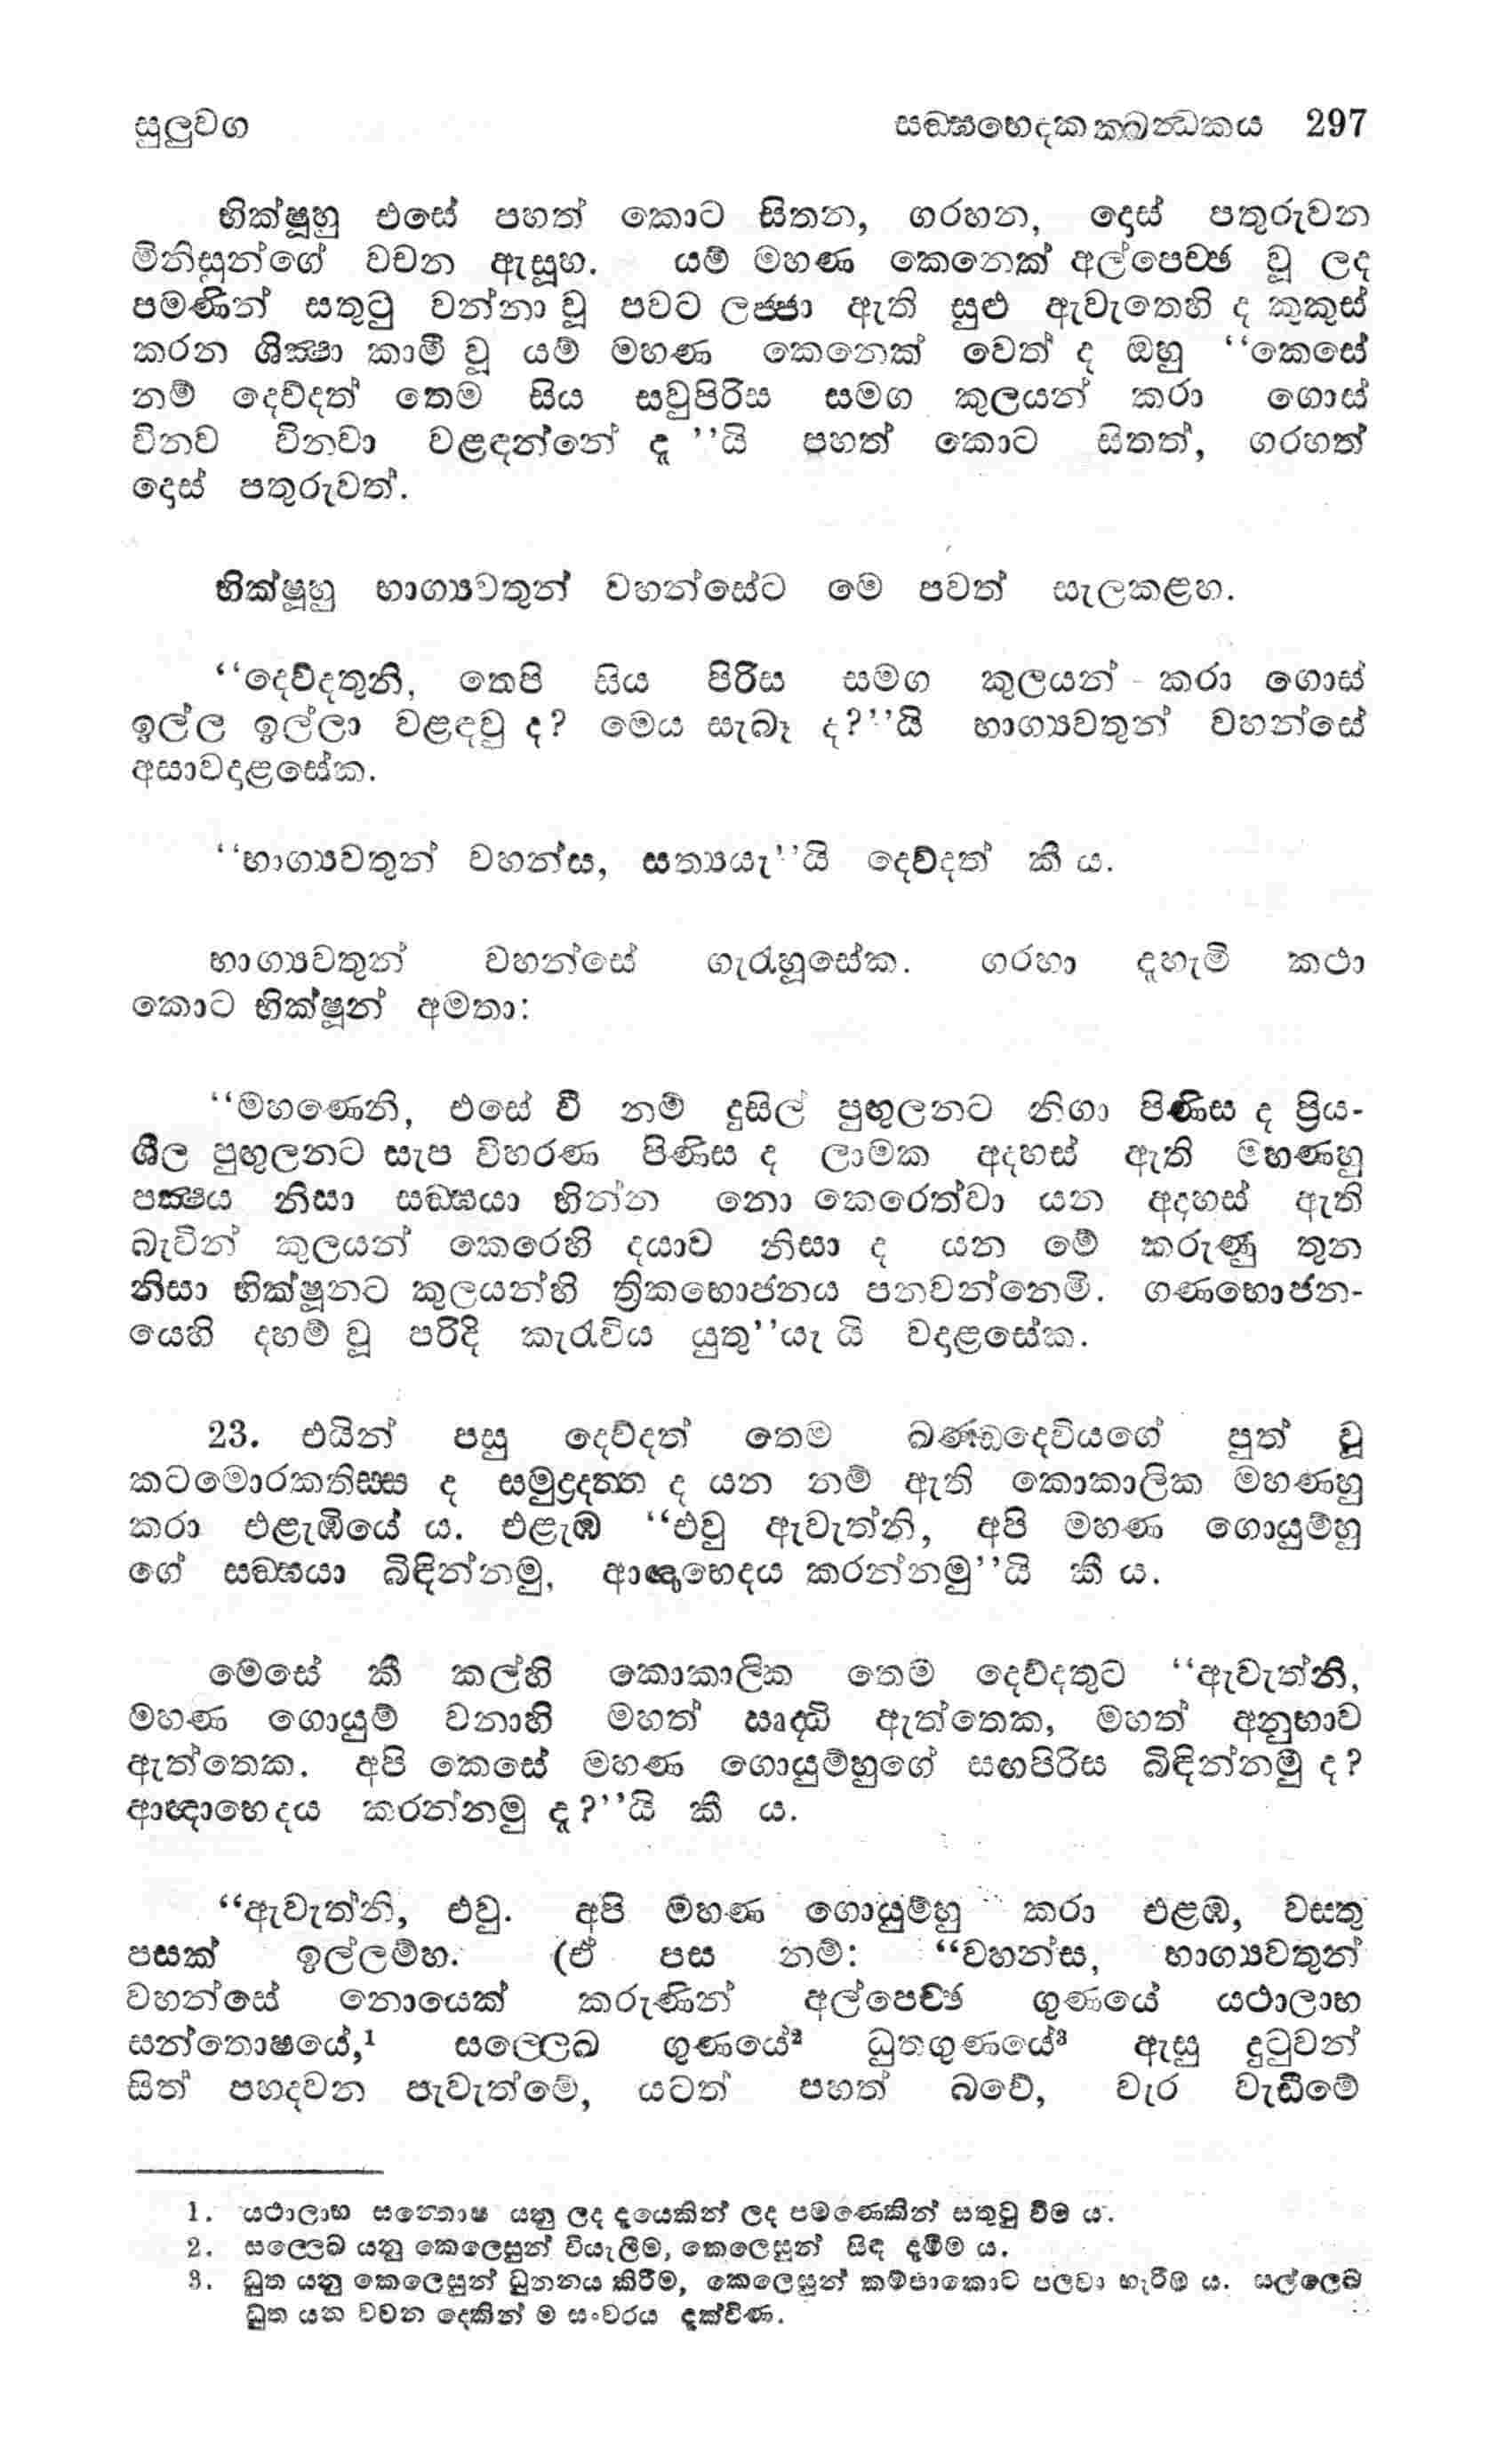 සුලුවග
සඞ්ඝභෙදකක්ඛන්ධකය 297
භික්ෂූහු එසේ පහත් කොට සිතන, ගරහන, දෙස් පතුරුවන
මිනිසුන්ගේ වචන ඇසූහ. යම් මහණ කෙනෙක් අල්පෙච්ඡ වූ ලද
පමණින් සතුටු වන්නා වූ පවට ලජ්ජා ඇති සුළු ඇවැතෙහි ද කුකුස්
කරන ශික්ෂා කාමී වූ යම් මහණ කෙනෙක් වෙත් ද ඔහු “කෙසේ
නම් දෙව්දත් තෙම සිය සවුපිරිස සමග කුලයන් කරා ගොස්
විනව විනවා වළඳන්නේ දැ ”යි පහත් කොට සිතත්, ගරහත්
දෙස් පතුරුවත්.
භික්ෂූහු භාග්‍යවතුන් වහන්සේට මෙ පවත් සැලකළහ.
“දෙව්දතුනි, තෙපි සිය පිරිස සමග කුලයන් කරා ගොස්
ඉල්ල ඉල්ලා වළඳවු ද? මෙය සැබෑ ද?”යි භාග්‍යවතුන් වහන්සේ
අසාවදාළසේක.
“භාග්‍යවතුන් වහන්ස, සත්‍යයැ”යි දෙව්දත් කී ය.
භාග්‍යවතුන් වහන්සේ ගැරැහූසේක. ගරහා දැහැමි කථා
කොට භික්ෂූන් අමතා:
“මහණෙනි, එසේ වී නම් දුසිල් පුඟුලනට නිගා පිණිස ද ප්‍රිය-
ශීල පුඟුලනට සැප විහරණ පිණිස ද ලාමක අදහස් ඇති මහණහු
පක්ෂය නිසා සඞ්ඝයා භින්න නො කෙරෙත්වා යන අදහස් ඇති
බැවින් කුලයන් කෙරෙහි දයාව නිසා ද යන මේ කරුණු තුන
නිසා භික්ෂූනට කුලයන්හි ත්‍රිකභොජනය පනවන්නෙමි. ගණභොජන-
යෙහි දහම් වූ පරිදි කැරැවිය යුතු”යැ යි වදාළසේක.
23. එයින් පසු දෙව්දත් තෙම ඛණ්ඩදෙවියගේ පුත් වූ
කටමොරකතිස්ස ද සමුද්‍රදත්ත ද යන නම් ඇති කොකාලික මහණහු
කරා එළැඹියේ ය. එළැඹ “එවු ඇවැත්නි, අපි මහණ ගොයුම්හු
ගේ සඞ්ඝයා බිඳින්නමු, ආඥාභෙදය කරන්නමු”යි කී ය.
මෙසේ කී කල්හි කොකාලික තෙම දෙව්දතුට “ඇවැත්නි,
මහණ ගොයුම් වනාහි මහත් ඍද්ධි ඇත්තෙක, මහත් අනුභාව
ඇත්තෙක. අපි කෙසේ මහණ ගොයුම්හුගේ සඟපිරිස බිඳින්නමු ද?
ආඥාභෙදය කරන්නමු දැ?”යි කී ය.
“ඇවැත්නි, එවු. අපි මහණ ගොයුම්හු කරා එළඹ, වස්තු
පසක් ඉල්ලම්හ. (ඒ පස නම්: “වහන්ස, භාග්‍යවතුන්
වහන්සේ නොයෙක් කරුණින් අල්පෙච්ඡ ගුණයේ යථාලාභ
සන්තොෂයේ,¹ සල්ලෙඛ ගුණයේ² ධුතගුණයේ³ ඇසු දුටුවන්
සිත් පහදවන පැවැත්මේ, යටත් පහත් බවේ, වැර වැඩීමේ
1. යථාලාභ සන්තොෂ යනු ලද දැයෙකින් ලද පමණෙකින් සතුටු වීම ය.
2. සල්ලෙඛ යනු කෙලෙසුන් වියැලීම, කෙලෙසුන් සිඳ දැමීම ය.
3. ධුත යනු කෙලෙසුන් ධුනනය කිරීම, කෙලෙසුන් කම්පාකොට පලවා හැරීම ය. සල්ලෙඛ
ධුත යන වචන දෙකින් ම සංවරය දැක්විණ.